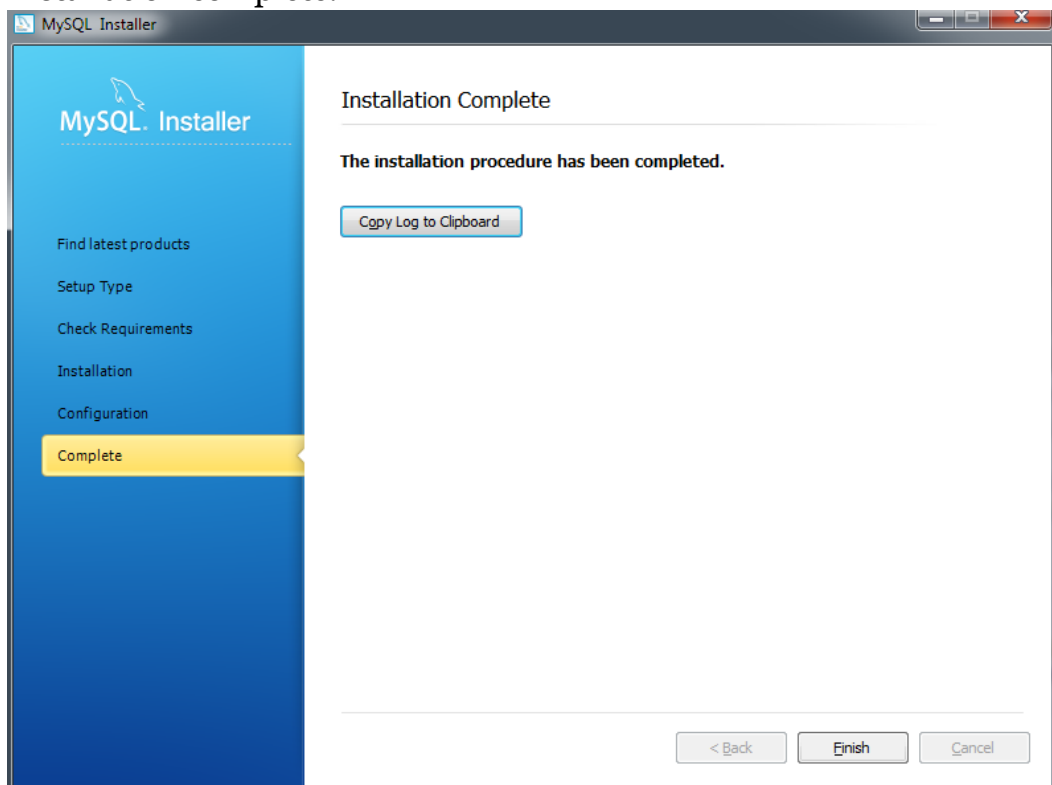 MySQL Installer
MySQL. Installer
Installation Complete
The installation procedure has been completed.
Copy Log to Clipboard
Find latest products
Setup Type
Check Requirements
Installation
Configuration
Complete
< Back
Finish
Cancel